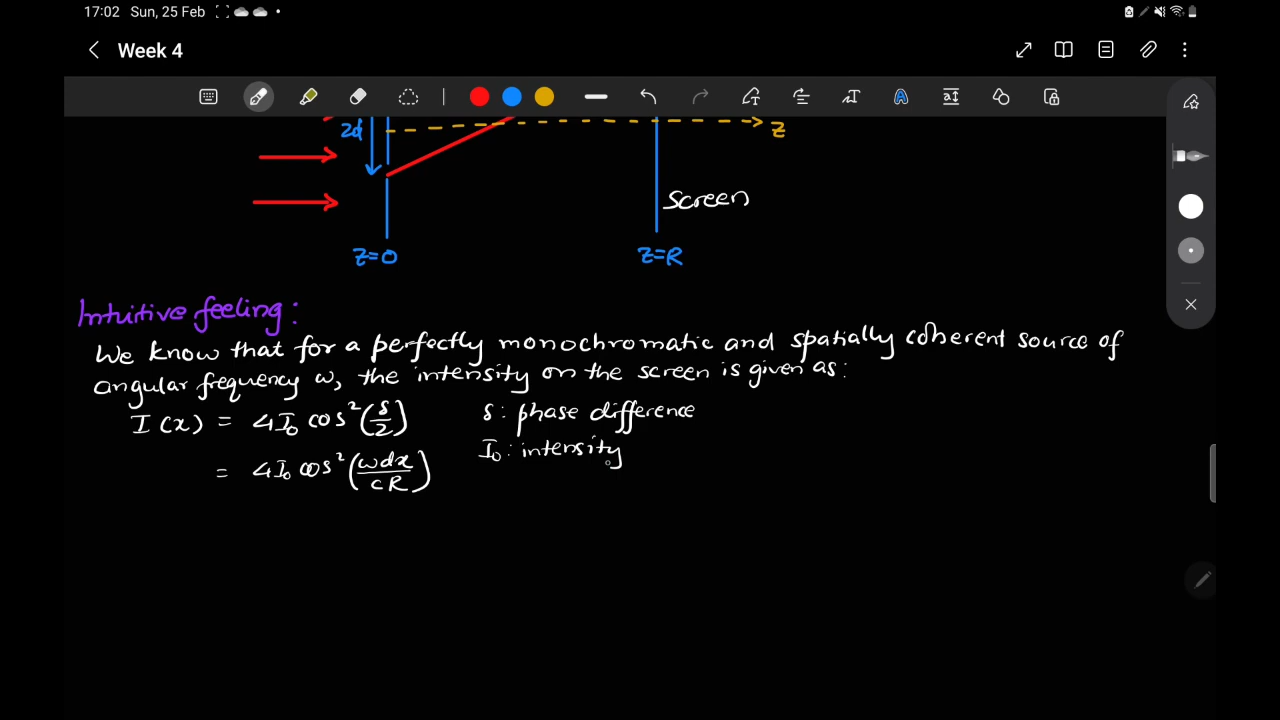 17:02 Sun, 25 Feb
Week 4
2d
z
Screen
z=0
z=R
Intuitive feeling:
We know that for a perfectly monochromatic and spatially coherent source of
angular frequency ω, the intensity on the screen is given as:
I(x) = 4I₀ cos²(δ/2)
δ: phase difference
I₀: intensity
= 4I₀ cos²(ωdx/cR)